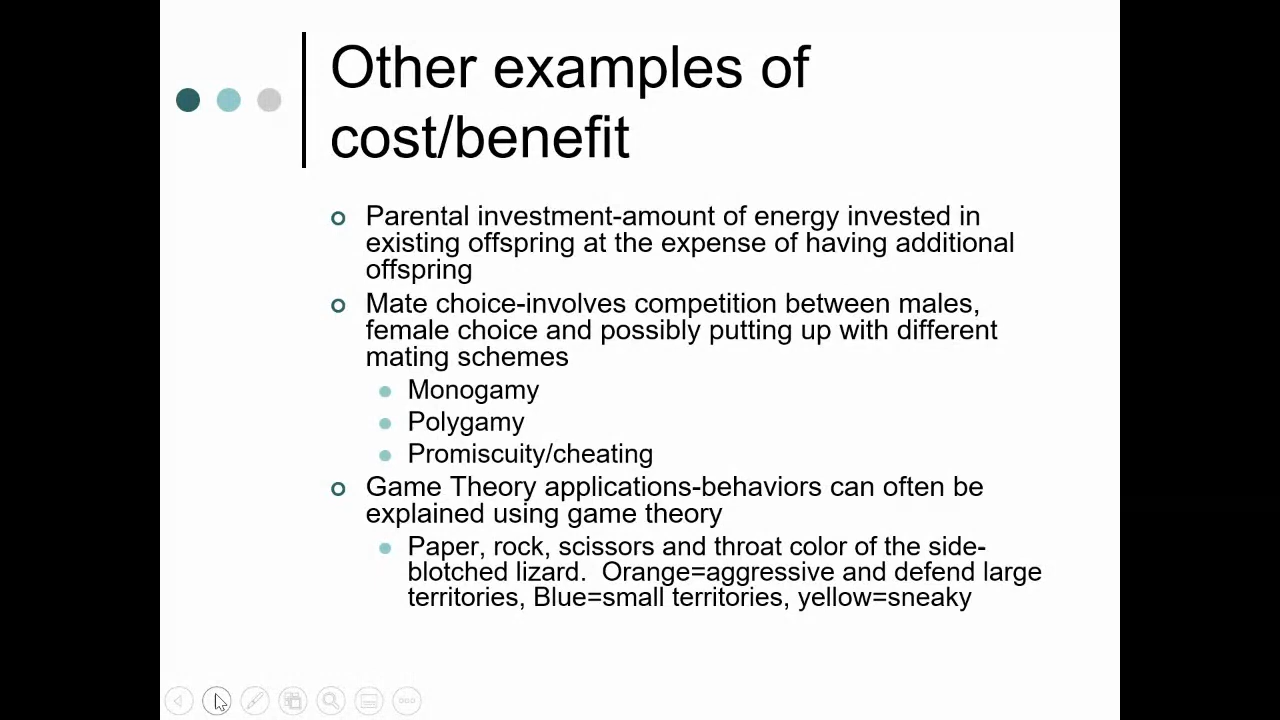 Other examples of
cost/benefit
Parental investment-amount of energy invested in
existing offspring at the expense of having additional
offspring
Mate choice-involves competition between males,
female choice and possibly putting up with different
mating schemes
Monogamy
Polygamy
Promiscuity/cheating
Game Theory applications-behaviors can often be
explained using game theory
Paper, rock, scissors and throat color of the side-
blotched lizard.  Orange=aggressive and defend large
territories, Blue=small territories, yellow=sneaky